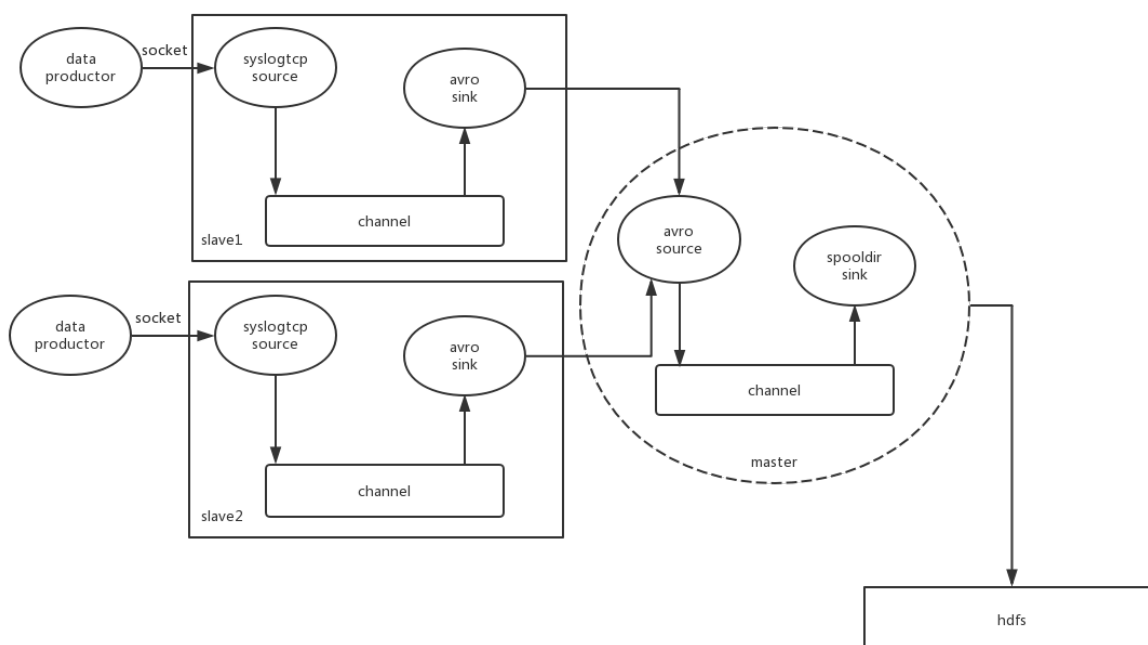 data
productor
socket
syslogtcp
source
avro
sink
channel
slave1
data
productor
socket
syslogtcp
source
avro
sink
channel
slave2
avro
source
spooldir
sink
channel
master
hdfs